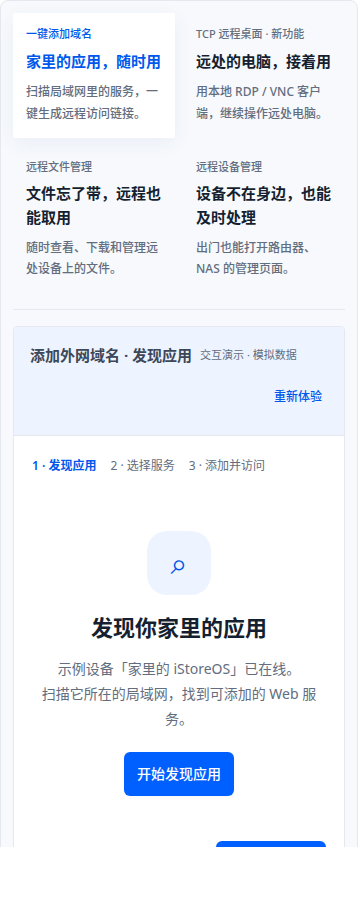 一键添加域名
家里的应用，随时用
扫描局域网里的服务，一
键生成远程访问链接。
TCP 远程桌面 · 新功能
远处的电脑，接着用
用本地 RDP / VNC 客户
端，继续操作远处电脑。
远程文件管理
文件忘了带，远程也
能取用
随时查看、下载和管理远
处设备上的文件。
远程设备管理
设备不在身边，也能
及时处理
出门也能打开路由器、
NAS 的管理页面。
添加外网域名 · 发现应用 交互演示 · 模拟数据
重新体验
1 · 发现应用 2 · 选择服务 3 · 添加并访问
发现你家里的应用
示例设备「家里的 iStoreOS」已在线。
扫描它所在的局域网，找到可添加的 Web 服
务。
开始发现应用